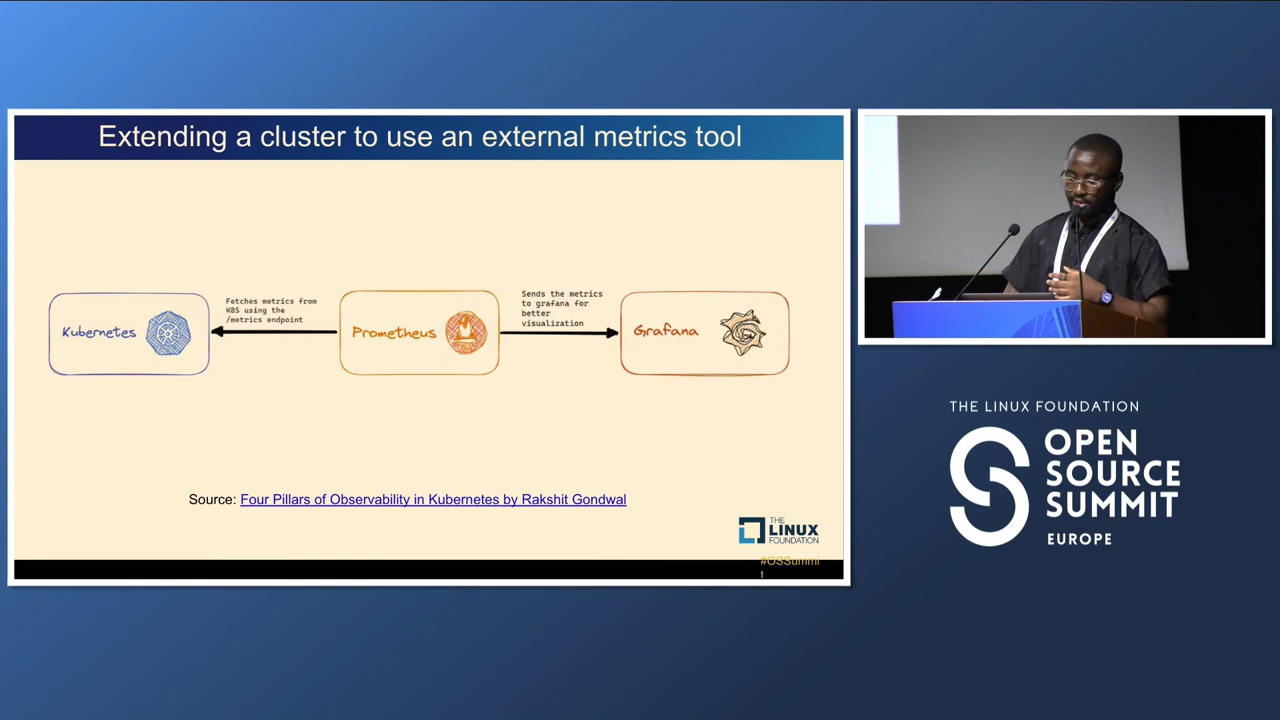 Extending a cluster to use an external metrics tool
Kubernetes
Fetches metrics from
K8S using the
/metrics endpoint
Prometheus
Sends the metrics
to grafana for
better
visualization
Grafana
Source: Four Pillars of Observability in Kubernetes by Rakshit Gondwal
THE
LINUX
FOUNDATION
#OSSummi
t
THE LINUX FOUNDATION
OPEN
SOURCE
SUMMIT
EUROPE